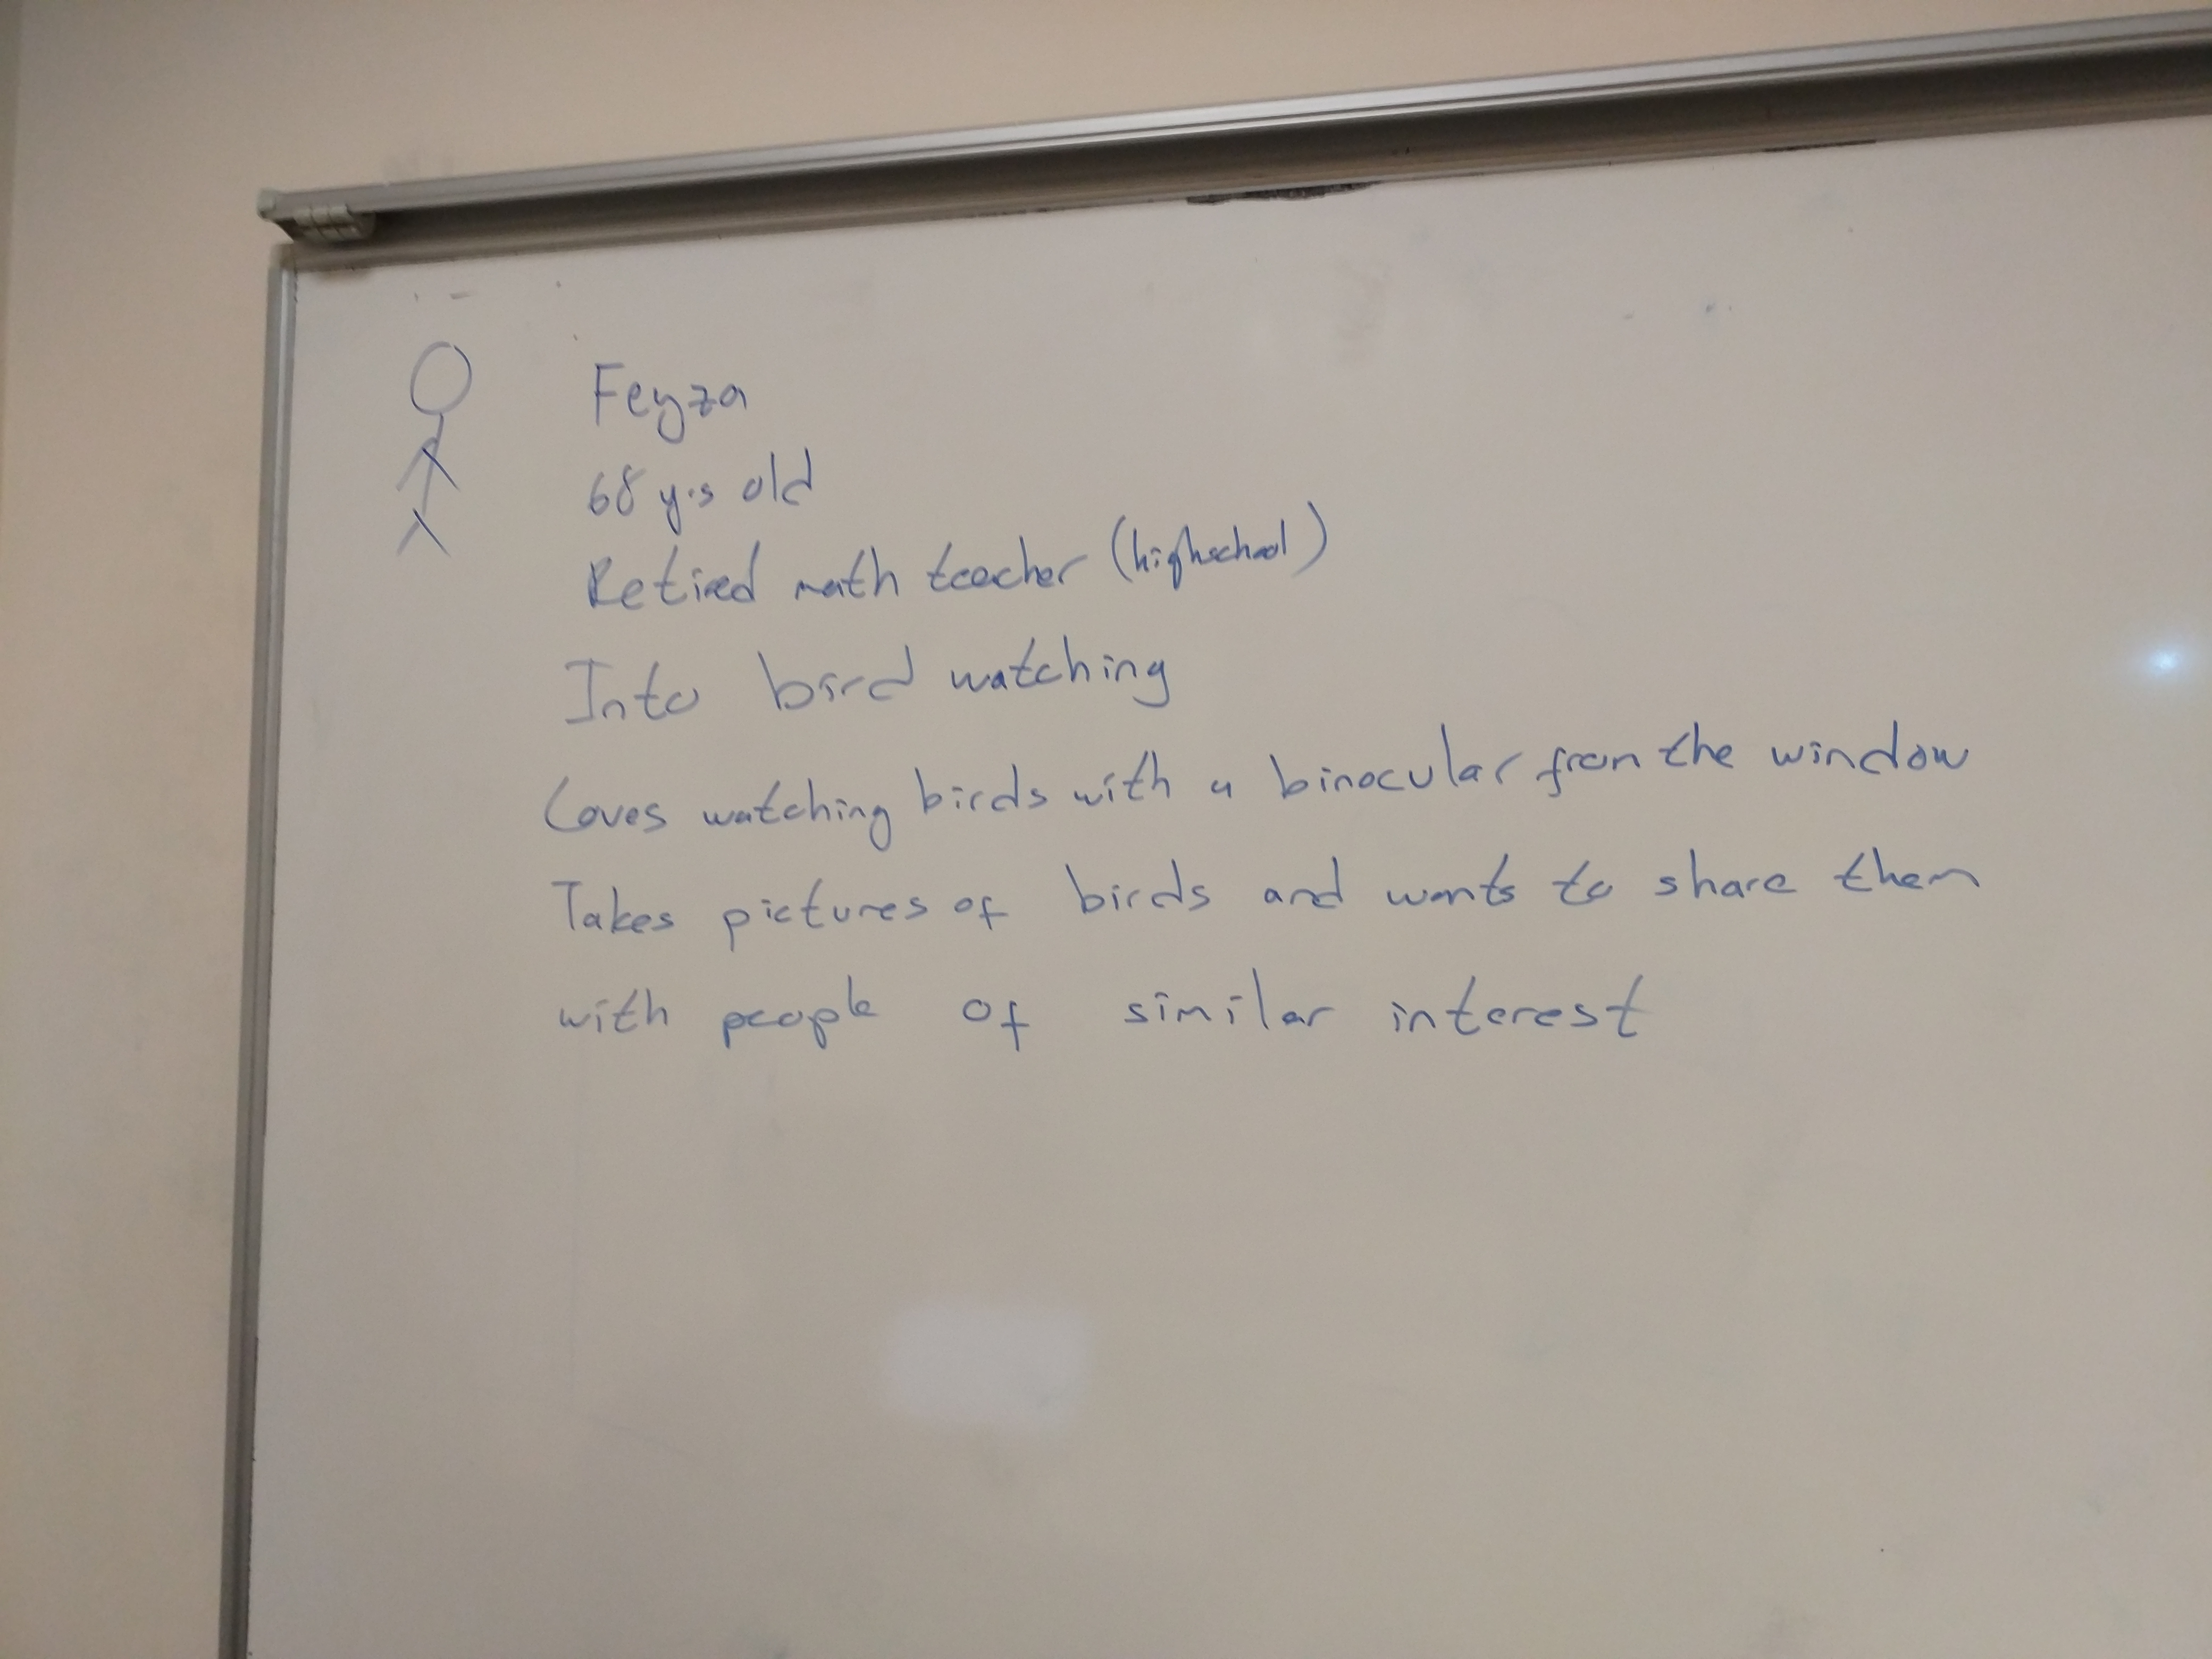 Feyza
68 y.s old
Retired math teacher (highschool)
Into bird watching
Loves watching birds with a binocular from the window
Takes pictures of birds and wants to share them
with people of similar interest